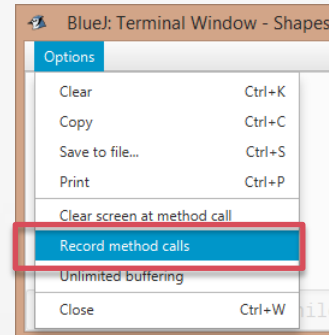 BlueJ: Terminal Window - Shapes
Options
Clear Ctrl+K
Copy Ctrl+C
Save to file... Ctrl+S
Print Ctrl+P
Clear screen at method call
Record method calls
Unlimited buffering
Close Ctrl+W